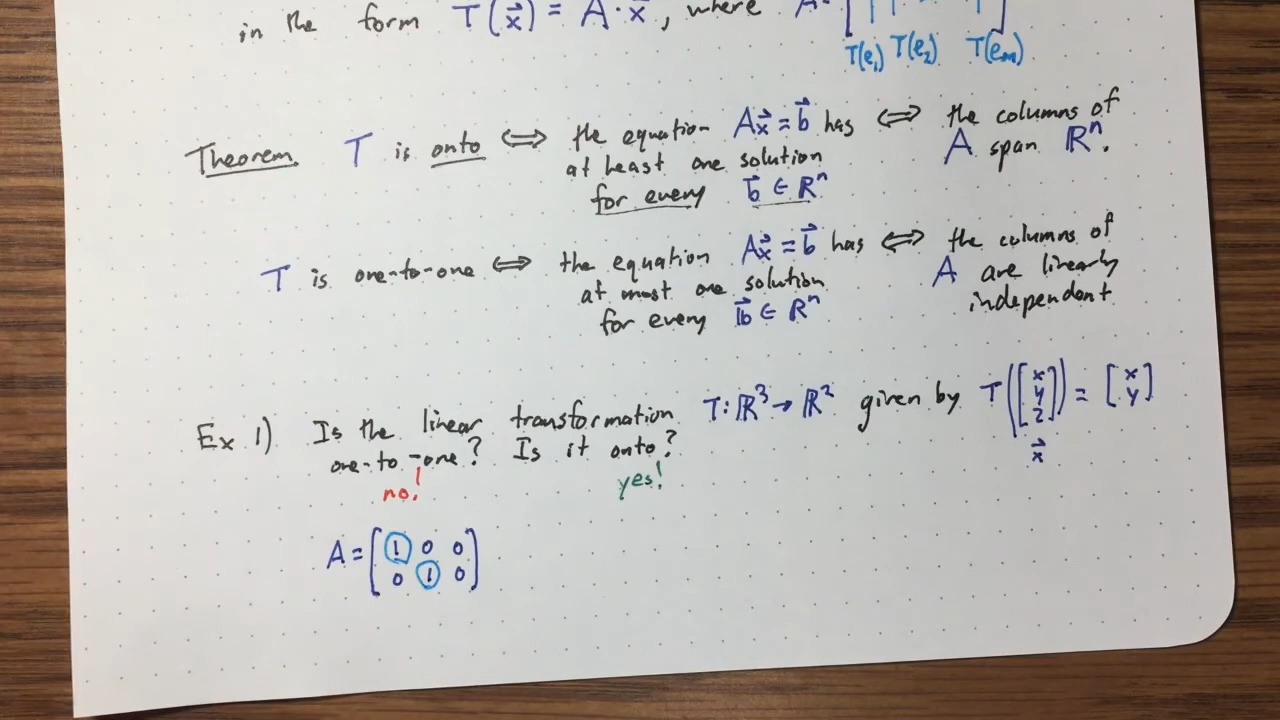 in the form T(x⃗) = A·x⃗, where A = [
T(e₁) T(e₂) T(eₘ)
Theorem T is onto ⟺ the equation Ax⃗ = b⃗ has ⟺ the columns of
at least one solution A span ℝⁿ.
for every b⃗ ∈ ℝⁿ
T is one-to-one ⟺ the equation Ax⃗ = b⃗ has ⟺ the columns of
at most one solution A are linearly
for every b⃗ ∈ ℝⁿ independent
Ex 1) Is the linear transformation T: ℝ³ → ℝ² given by T([x y z]) = [x y]
one-to-one? Is it onto? x⃗
no! yes!
A = [1 0 0
0 1 0]